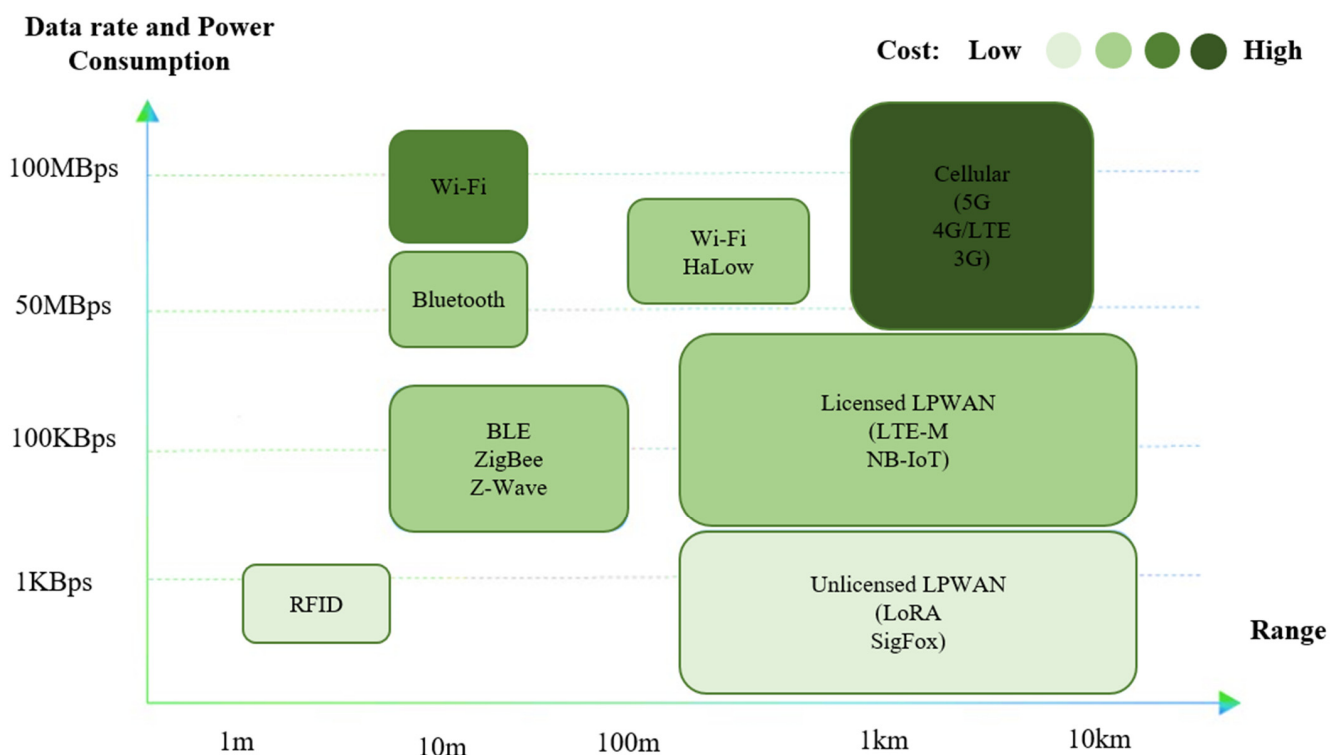 Data rate and Power
Consumption
Cost: Low High
100MBps
Wi-Fi
Cellular
(5G
4G/LTE
3G)
Wi-Fi
HaLow
Bluetooth
50MBps
Licensed LPWAN
(LTE-M
NB-IoT)
BLE
ZigBee
Z-Wave
100KBps
1KBps
RFID
Unlicensed LPWAN
(LoRA
SigFox)
Range
1m 10m 100m 1km 10km